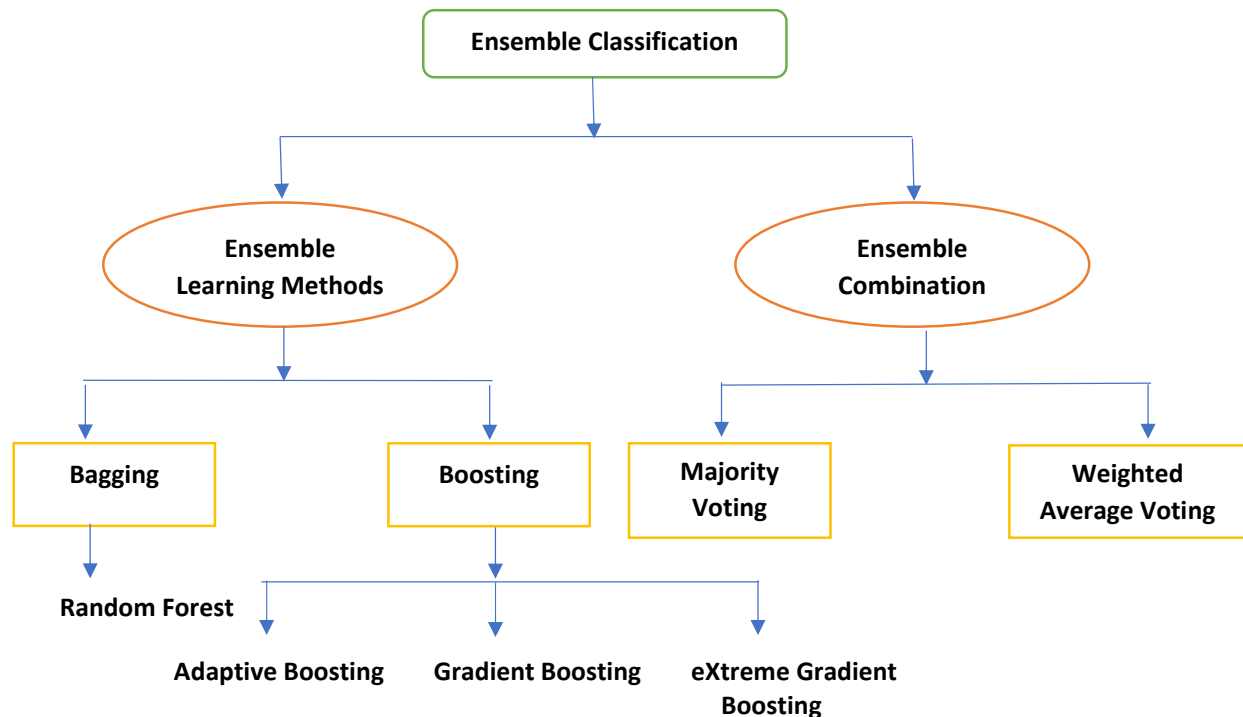 Ensemble Classification
Ensemble
Learning Methods
Ensemble
Combination
Bagging
Boosting
Majority
Voting
Weighted
Average Voting
Random Forest
Adaptive Boosting
Gradient Boosting
eXtreme Gradient
Boosting